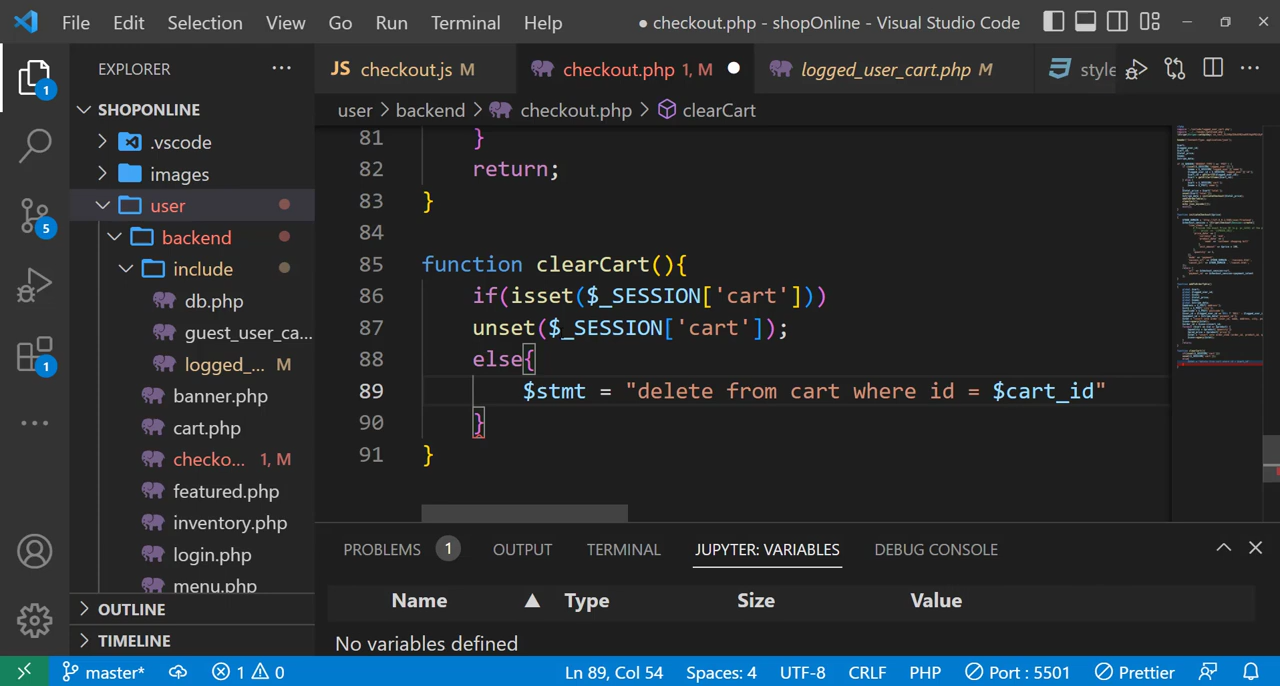 File Edit Selection View Go Run Terminal Help ● checkout.php - shopOnline - Visual Studio Code
EXPLORER ··· JS checkout.js M checkout.php 1, M ● logged_user_cart.php M style ···
SHOPONLINE user > backend > checkout.php > clearCart
.vscode
images
user
backend
include
db.php
guest_user_ca...
logged_... M
banner.php
cart.php
checko... 1, M
featured.php
inventory.php
login.php
menu.php
OUTLINE
TIMELINE
1
5
1
81 }
82 return;
83 }
84
85 function clearCart(){
86 if(isset($_SESSION['cart']))
87 unset($_SESSION['cart']);
88 else{
89 $stmt = "delete from cart where id = $cart_id"
90 }
91 }
PROBLEMS 1 OUTPUT TERMINAL JUPYTER: VARIABLES DEBUG CONSOLE
Name ▲ Type Size Value
No variables defined
master* 1 0 Ln 89, Col 54 Spaces: 4 UTF-8 CRLF PHP Port : 5501 Prettier